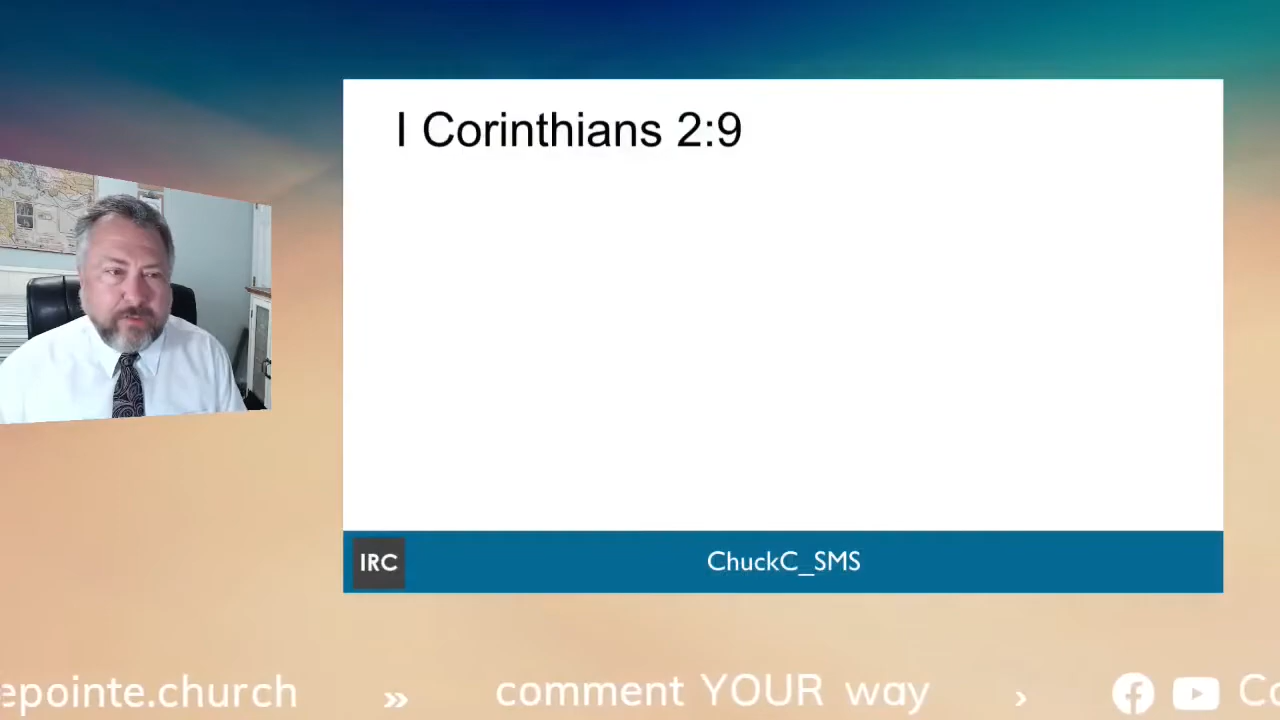 I Corinthians 2:9
IRC
ChuckC_SMS
epointe.church
»
comment YOUR way
›
Co